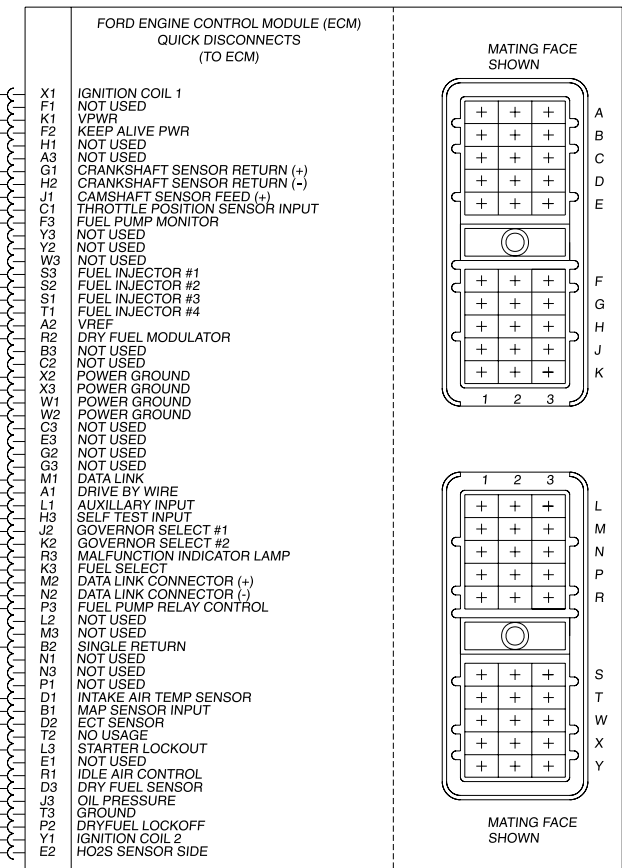 FORD ENGINE CONTROL MODULE (ECM)
QUICK DISCONNECTS
(TO ECM)
X1 IGNITION COIL 1
F1 NOT USED
K1 VPWR
F2 KEEP ALIVE PWR
H1 NOT USED
A3 NOT USED
G1 CRANKSHAFT SENSOR RETURN (+)
H2 CRANKSHAFT SENSOR RETURN (-)
J1 CAMSHAFT SENSOR FEED (+)
C1 THROTTLE POSITION SENSOR INPUT
F3 FUEL PUMP MONITOR
Y3 NOT USED
Y2 NOT USED
W3 NOT USED
S3 FUEL INJECTOR #1
S2 FUEL INJECTOR #2
S1 FUEL INJECTOR #3
T1 FUEL INJECTOR #4
A2 VREF
R2 DRY FUEL MODULATOR
B3 NOT USED
C2 NOT USED
X2 POWER GROUND
X3 POWER GROUND
W1 POWER GROUND
W2 POWER GROUND
C3 NOT USED
E3 NOT USED
G2 NOT USED
G3 NOT USED
M1 DATA LINK
A1 DRIVE BY WIRE
L1 AUXILLARY INPUT
H3 SELF TEST INPUT
J2 GOVERNOR SELECT #1
K2 GOVERNOR SELECT #2
R3 MALFUNCTION INDICATOR LAMP
K3 FUEL SELECT
M2 DATA LINK CONNECTOR (+)
N2 DATA LINK CONNECTOR (-)
P3 FUEL PUMP RELAY CONTROL
L2 NOT USED
M3 NOT USED
B2 SINGLE RETURN
N1 NOT USED
N3 NOT USED
P1 NOT USED
D1 INTAKE AIR TEMP SENSOR
B1 MAP SENSOR INPUT
D2 ECT SENSOR
T2 NO USAGE
L3 STARTER LOCKOUT
E1 NOT USED
R1 IDLE AIR CONTROL
D3 DRY FUEL SENSOR
J3 OIL PRESSURE
T3 GROUND
P2 DRYFUEL LOCKOFF
Y1 IGNITION COIL 2
E2 HO2S SENSOR SIDE
MATING FACE
SHOWN
A
B
C
D
E
F
G
H
J
K
1 2 3
1 2 3
L
M
N
P
R
S
T
W
X
Y
MATING FACE
SHOWN